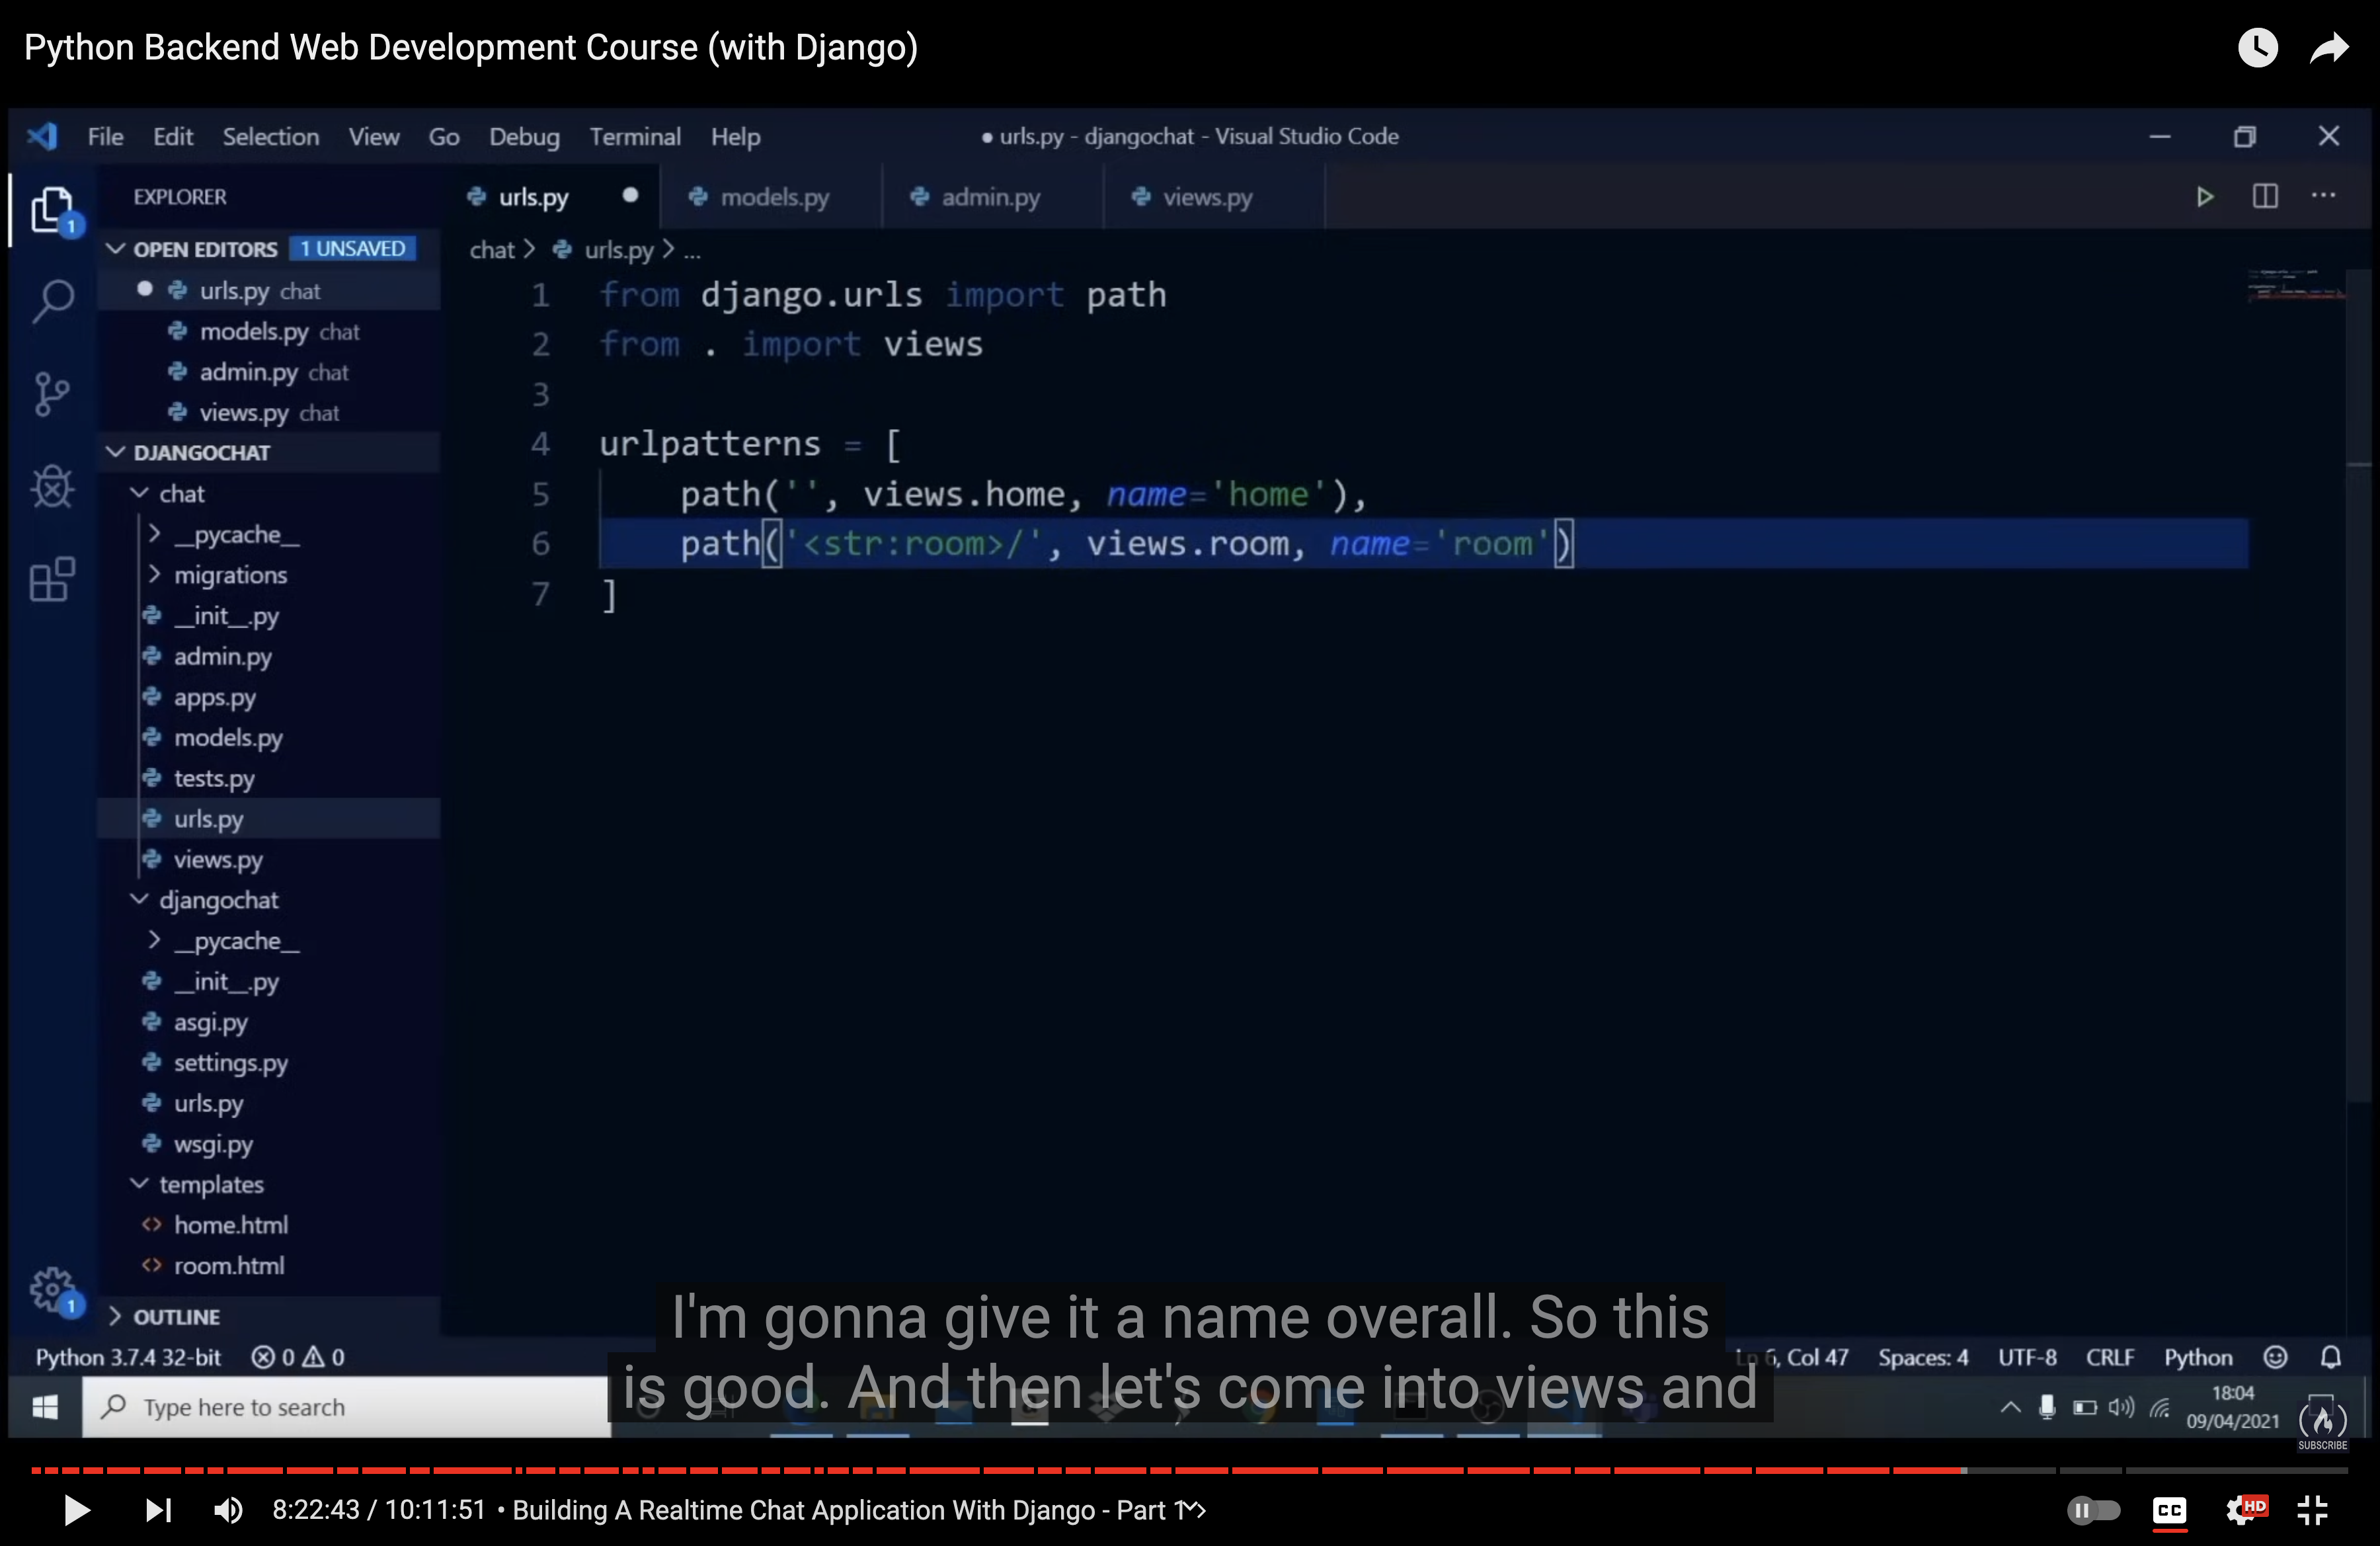 Python Backend Web Development Course (with Django)
File Edit Selection View Go Debug Terminal Help
● urls.py - djangochat - Visual Studio Code
EXPLORER
urls.py
models.py
admin.py
views.py
OPEN EDITORS 1 UNSAVED
urls.py chat
models.py chat
admin.py chat
views.py chat
DJANGOCHAT
chat
__pycache__
migrations
__init__.py
admin.py
apps.py
models.py
tests.py
urls.py
views.py
djangochat
__pycache__
__init__.py
asgi.py
settings.py
urls.py
wsgi.py
templates
home.html
room.html
OUTLINE
1
1
chat > urls.py > ...
1 from django.urls import path
2 from . import views
3
4 urlpatterns = [
5 path('', views.home, name='home'),
6 path('<str:room>/', views.room, name='room')
7 ]
I'm gonna give it a name overall. So this
is good. And then let's come into views and
Python 3.7.4 32-bit 0 0
6, Col 47 Spaces: 4 UTF-8 CRLF Python
Type here to search
18:04
09/04/2021
SUBSCRIBE
8:22:43 / 10:11:51 • Building A Realtime Chat Application With Django - Part 1
CC
HD